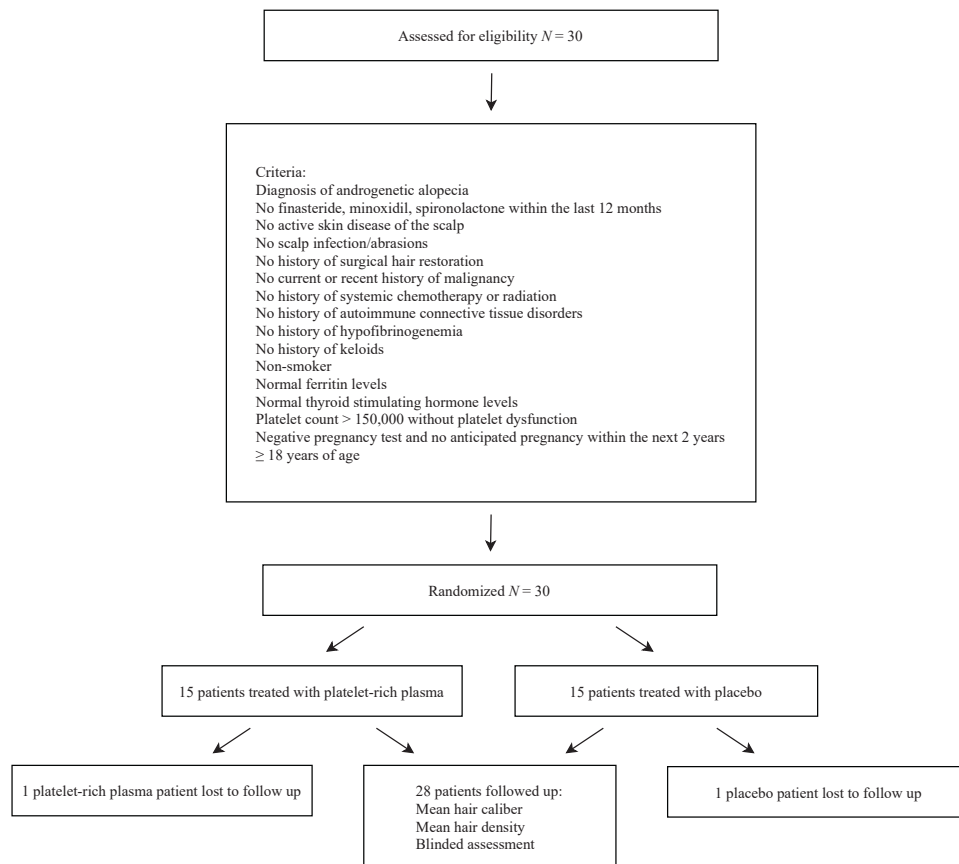 Assessed for eligibility N = 30
Criteria:
Diagnosis of androgenetic alopecia
No finasteride, minoxidil, spironolactone within the last 12 months
No active skin disease of the scalp
No scalp infection/abrasions
No history of surgical hair restoration
No current or recent history of malignancy
No history of systemic chemotherapy or radiation
No history of autoimmune connective tissue disorders
No history of hypofibrinogenemia
No history of keloids
Non-smoker
Normal ferritin levels
Normal thyroid stimulating hormone levels
Platelet count > 150,000 without platelet dysfunction
Negative pregnancy test and no anticipated pregnancy within the next 2 years
≥ 18 years of age
Randomized N = 30
15 patients treated with platelet-rich plasma
15 patients treated with placebo
1 platelet-rich plasma patient lost to follow up
28 patients followed up:
Mean hair caliber
Mean hair density
Blinded assessment
1 placebo patient lost to follow up